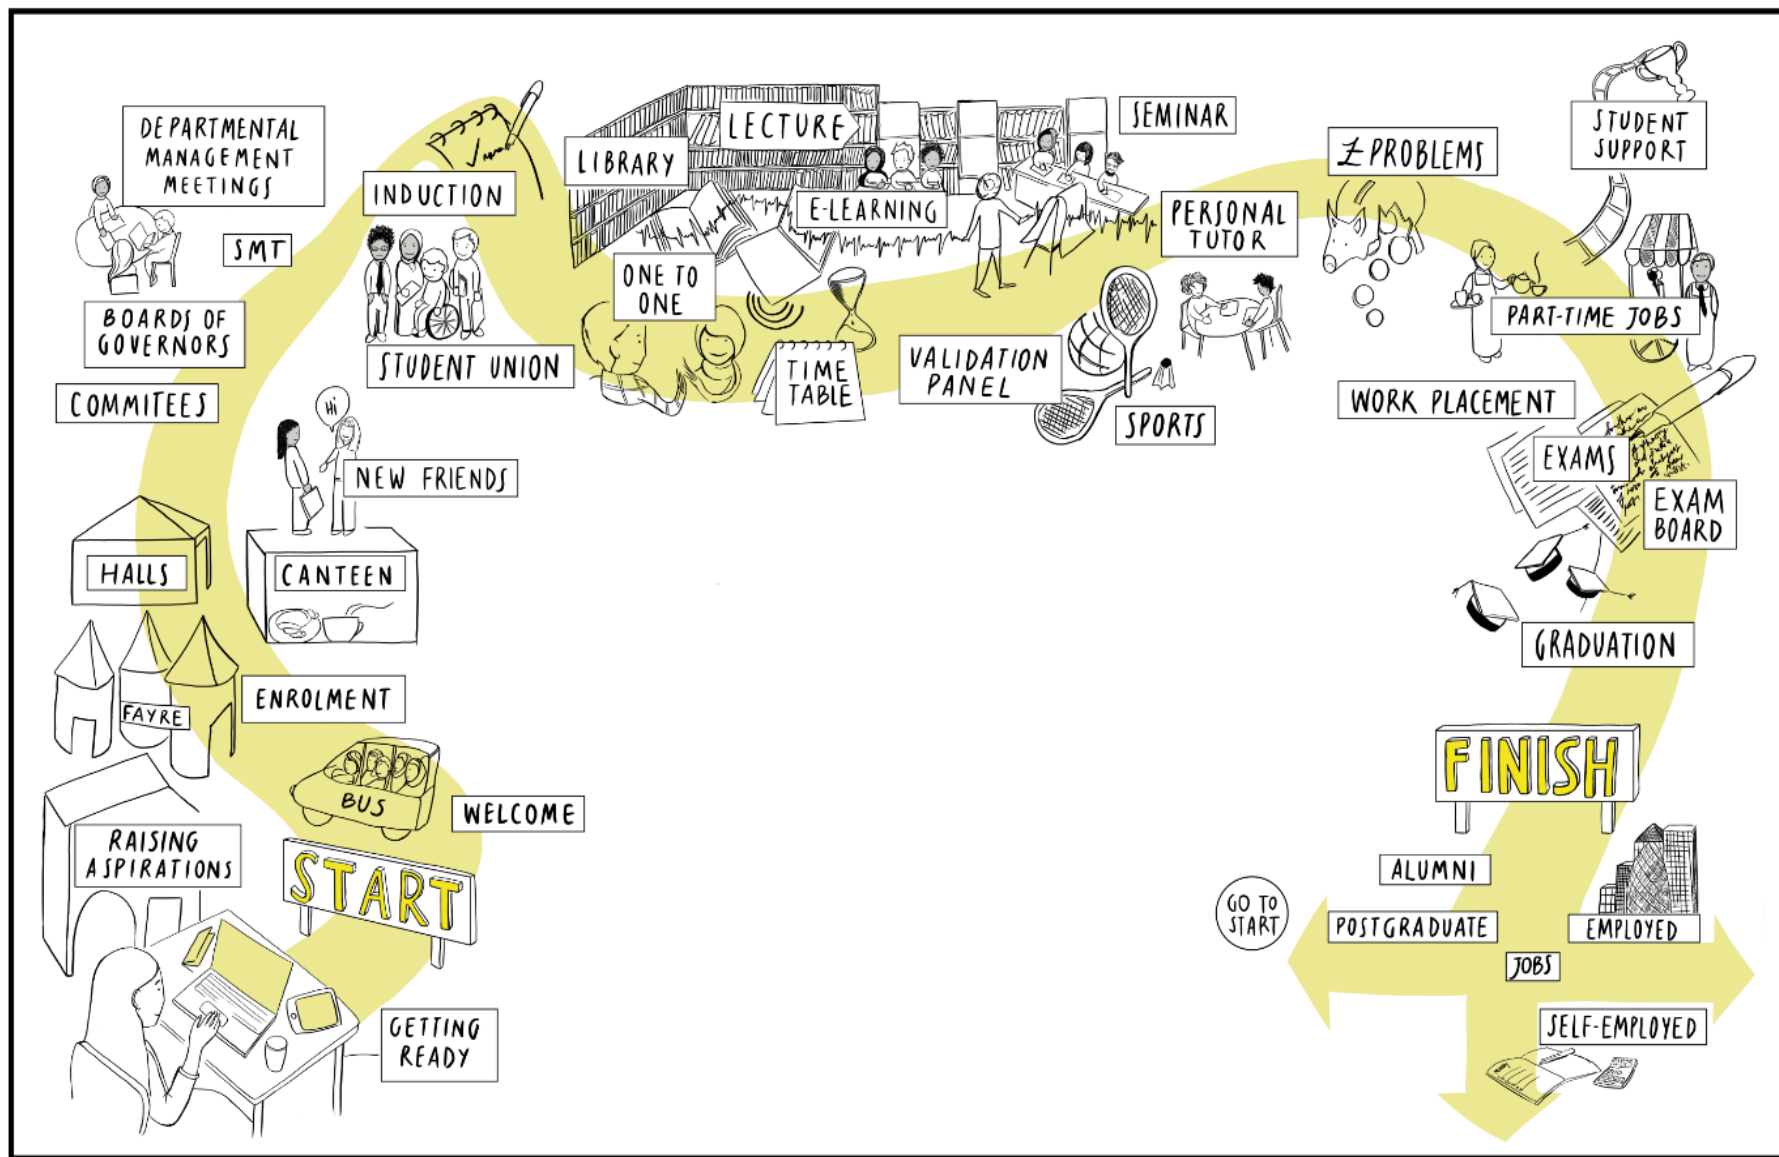 DEPARTMENTAL
MANAGEMENT
MEETINGS
SMT
BOARDS OF
GOVERNORS
COMMITEES
INDUCTION
STUDENT UNION
Hi
NEW FRIENDS
HALLS
CANTEEN
FAYRE
ENROLMENT
BUS
WELCOME
RAISING
ASPIRATIONS
START
GETTING
READY
LIBRARY
LECTURE
E-LEARNING
SEMINAR
ONE TO
ONE
TIME
TABLE
VALIDATION
PANEL
PERSONAL
TUTOR
SPORTS
£ PROBLEMS
STUDENT
SUPPORT
PART-TIME JOBS
WORK PLACEMENT
EXAMS
EXAM
BOARD
GRADUATION
FINISH
ALUMNI
GO TO
START
POSTGRADUATE
EMPLOYED
JOBS
SELF-EMPLOYED